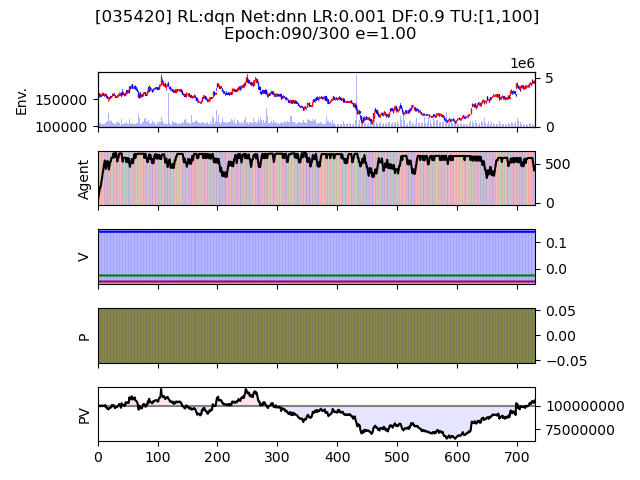 [035420] RL:dqn Net:dnn LR:0.001 DF:0.9 TU:[1,100]
Epoch:090/300 e=1.00
1e6
Env.
150000
100000
5
0
Agent
500
0
V
0.1
0.0
P
0.05
0.00
−0.05
PV
100000000
75000000
0 100 200 300 400 500 600 700